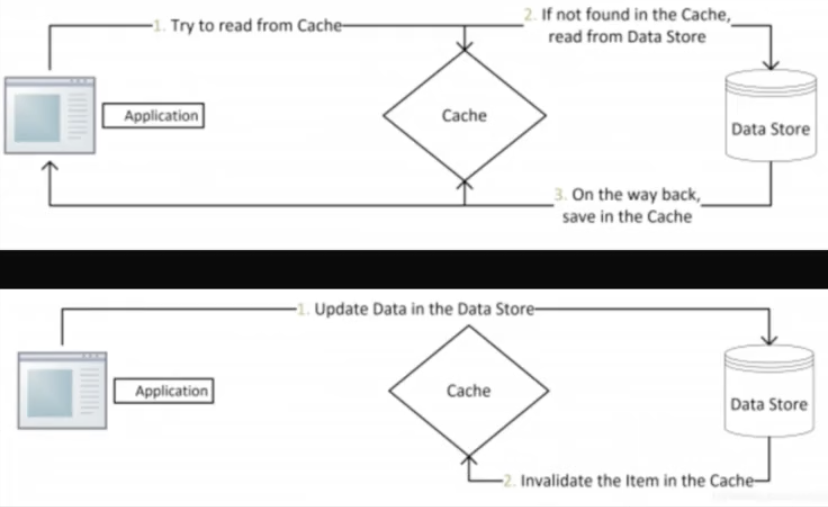 1. Try to read from Cache
2. If not found in the Cache,
read from Data Store
Application
Cache
Data Store
3. On the way back,
save in the Cache
1. Update Data in the Data Store
Application
Cache
Data Store
2. Invalidate the Item in the Cache